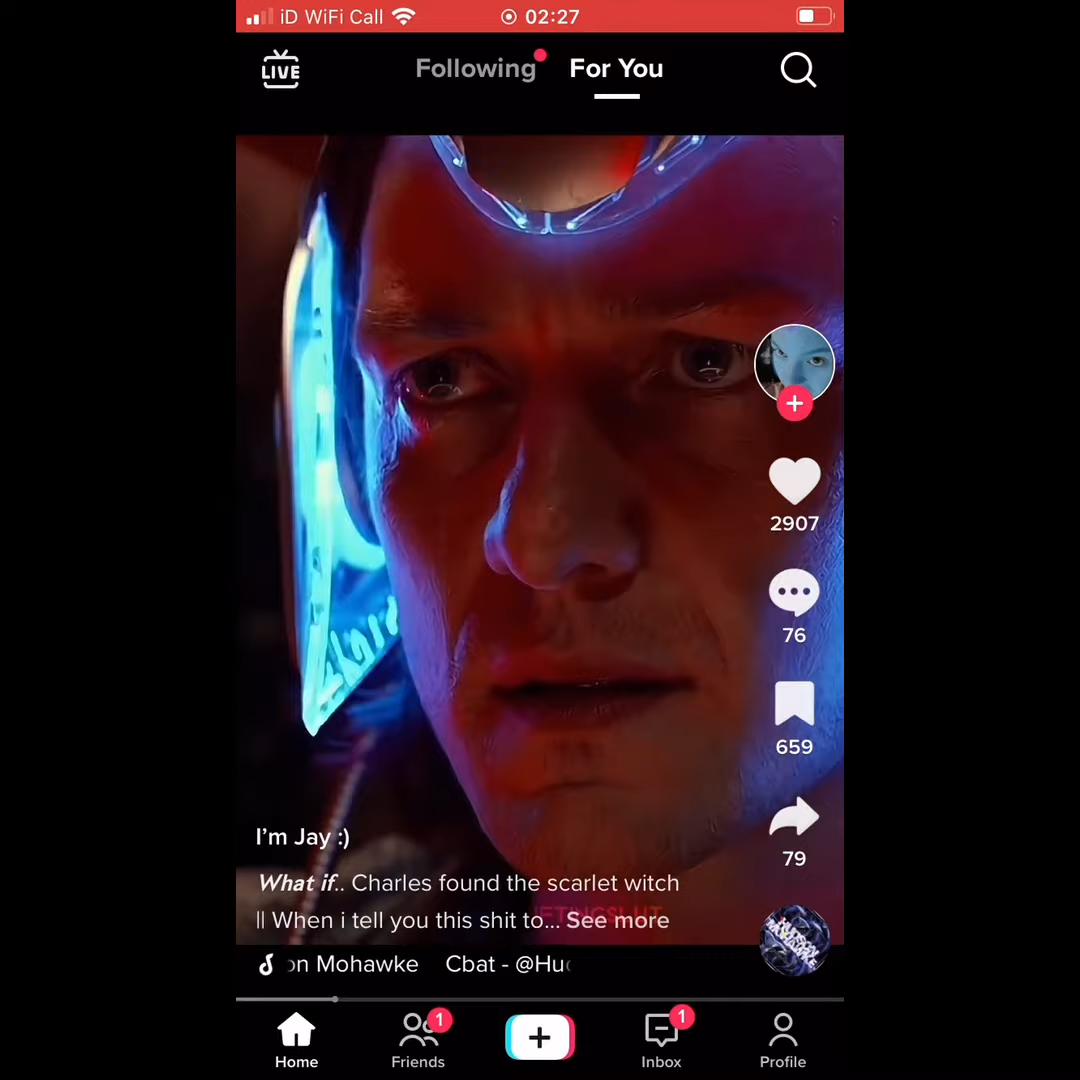 iD WiFi Call
02:27
LIVE
Following
For You
2907
76
659
79
I'm Jay :)
What if.. Charles found the scarlet witch
|| When i tell you this shit to... See more
on Mohawke Cbat - @Hu
1
1
Home
Friends
Inbox
Profile